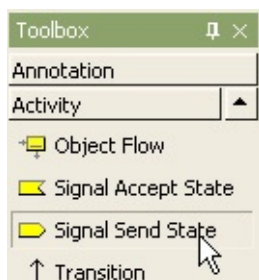 Toolbox
Annotation
Activity
Object Flow
Signal Accept State
Signal Send State
Transition